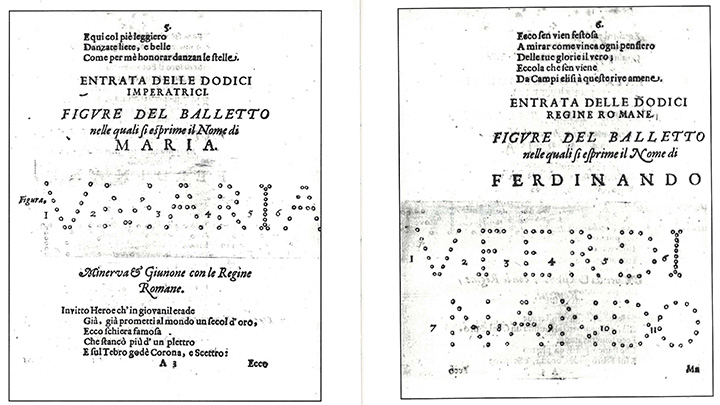 5.
Equi col piè leggiero
Danzate liete, e belle
Come per mè honorar danzan le stelle.
ENTRATA DELLE DODICI
IMPERATRICI.
FIGVRE DEL BALLETTO
nelle quali si esprime il Nome di
MARIA.
Figura, VMARIA
1 2 3 4 5 6
Minerva & Giunone con le Regine
Romane.
Invitto Heroe ch' in giovanil etade
Già, già prometti al mondo un secol d' oro,
Ecco schiera famosa
Che stancò più d' un plettro
E sul Tebro godè Corona, e Scettro:
A 3 Ecco
6.
Ecco sen vien festosa
A mirar come vinca ogni pensiero
Delle tue glorie il vero;
Eccola che sen viene
Da Campi elisi à queste rive amene.
ENTRATA DELLE DODICI
REGINE ROMANE.
FIGVRE DEL BALLETTO
nelle quali si esprime il Nome di
FERDINANDO
VFERDI
1 2 3 4 5 6
NANDO
7 8 9 10 11
Ma